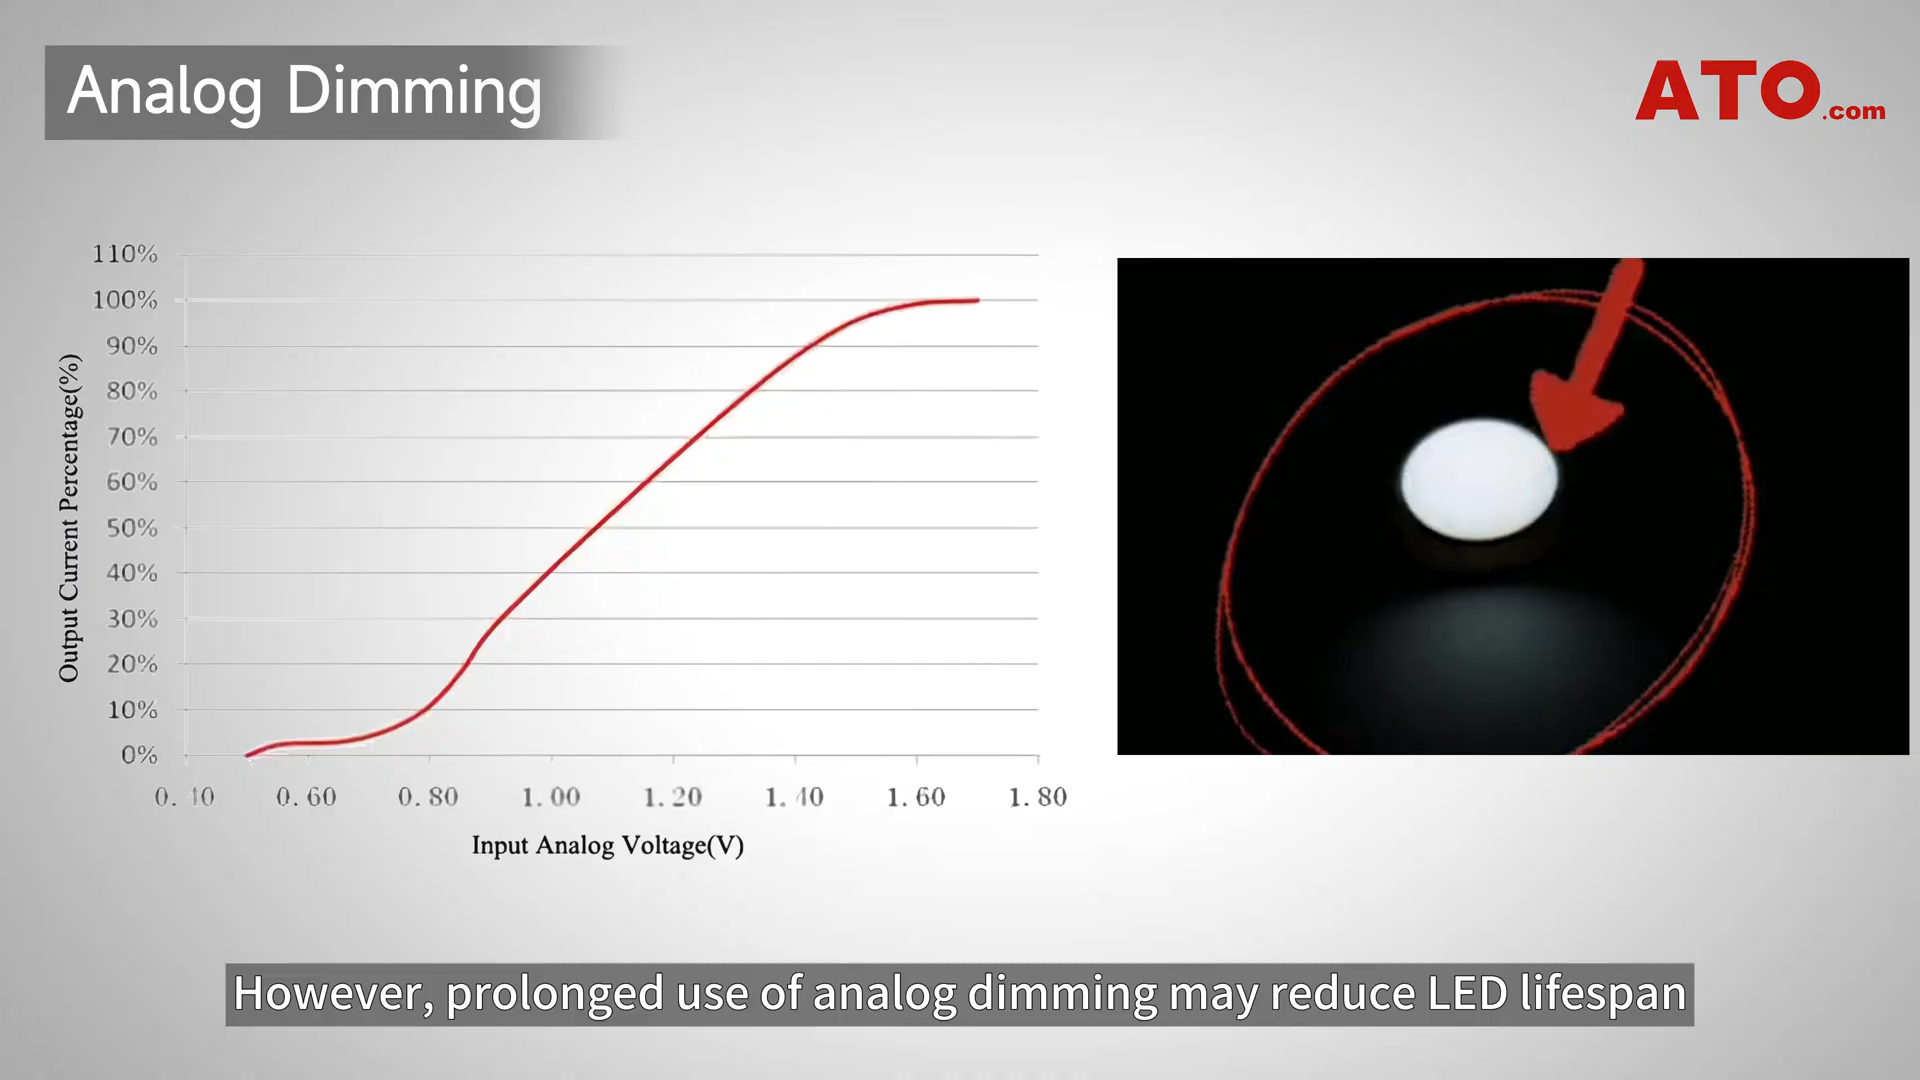 Analog Dimming
ATO.com
110%
100%
90%
80%
70%
60%
50%
40%
30%
20%
10%
0%
Output Current Percentage(%)
0.40 0.60 0.80 1.00 1.20 1.40 1.60 1.80
Input Analog Voltage(V)
However, prolonged use of analog dimming may reduce LED lifespan